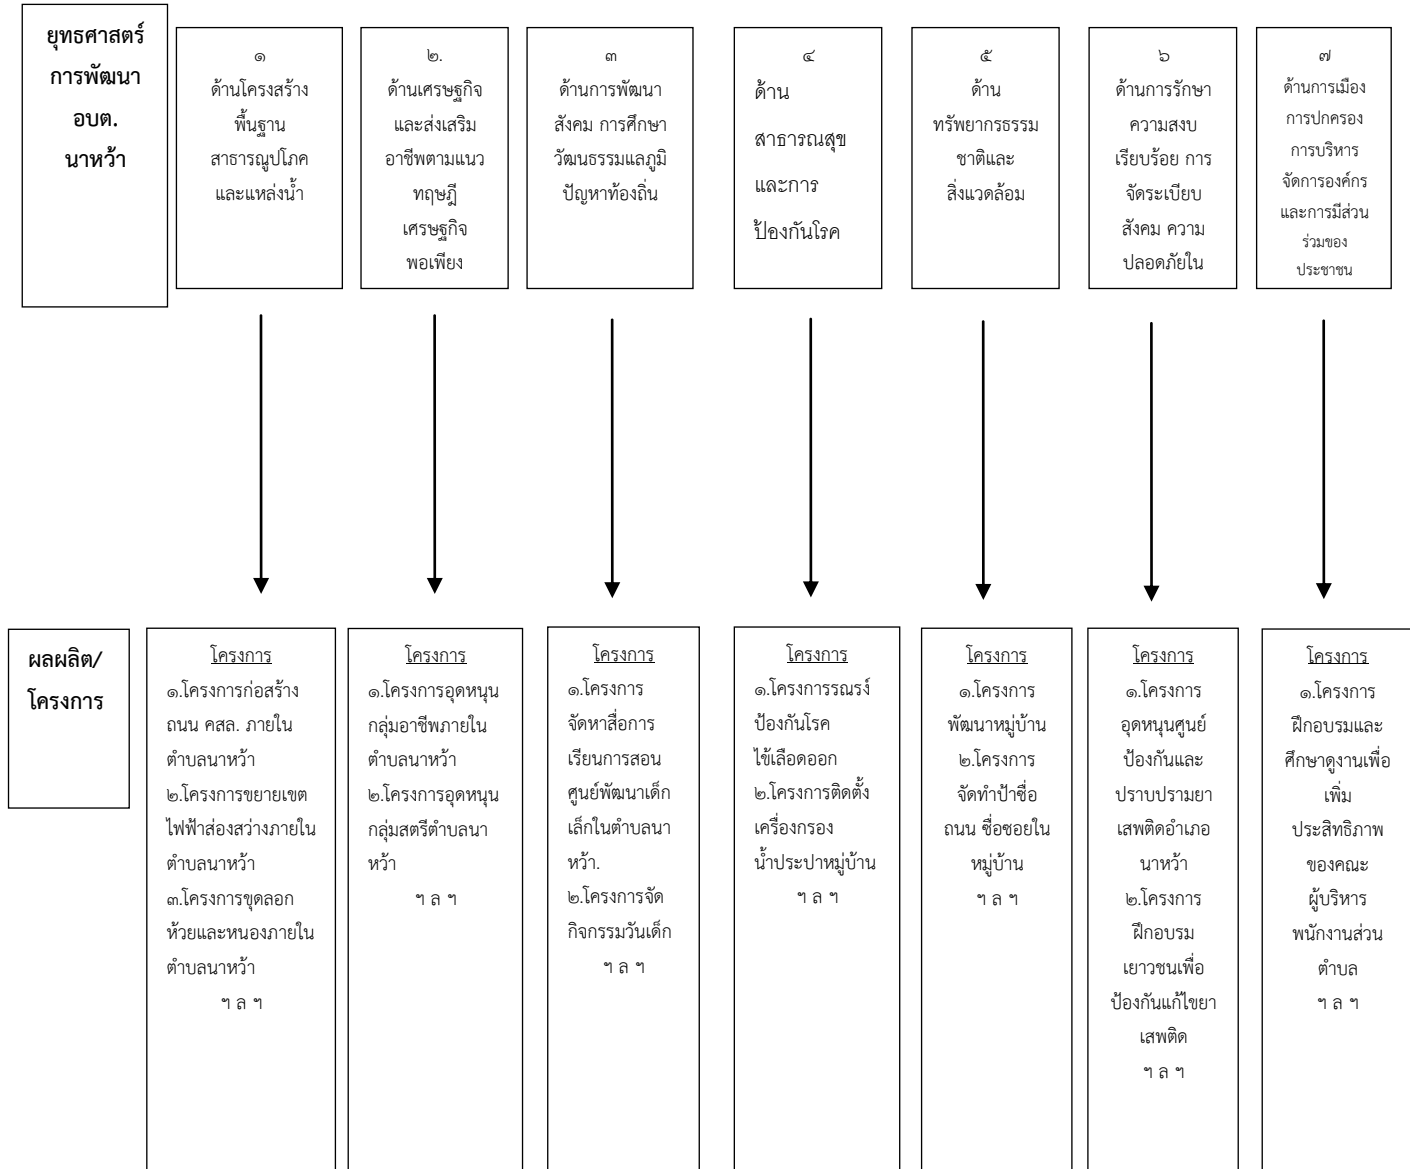 ยุทธศาสตร์
การพัฒนา
อบต.
นาหว้า
๑
ด้านโครงสร้าง
พื้นฐาน
สาธารณูปโภค
และแหล่งน้ำ
๒.
ด้านเศรษฐกิจ
และส่งเสริม
อาชีพตามแนว
ทฤษฎี
เศรษฐกิจ
พอเพียง
๓
ด้านการพัฒนา
สังคม การศึกษา
วัฒนธรรมแลภูมิ
ปัญหาท้องถิ่น
๔
ด้าน
สาธารณสุข
และการ
ป้องกันโรค
๕
ด้าน
ทรัพยากรธรรม
ชาติและ
สิ่งแวดล้อม
๖
ด้านการรักษา
ความสงบ
เรียบร้อย การ
จัดระเบียบ
สังคม ความ
ปลอดภัยใน
๗
ด้านการเมือง
การปกครอง
การบริหาร
จัดการองค์กร
และการมีส่วน
ร่วมของ
ประชาชน
ผลผลิต/
โครงการ
โครงการ
๑.โครงการก่อสร้าง
ถนน คสล. ภายใน
ตำบลนาหว้า
๒.โครงการขยายเขต
ไฟฟ้าส่องสว่างภายใน
ตำบลนาหว้า
๓.โครงการขุดลอก
ห้วยและหนองภายใน
ตำบลนาหว้า
ฯ ล ฯ
โครงการ
๑.โครงการอุดหนุน
กลุ่มอาชีพภายใน
ตำบลนาหว้า
๒.โครงการอุดหนุน
กลุ่มสตรีตำบลนา
หว้า
ฯ ล ฯ
โครงการ
๑.โครงการ
จัดหาสื่อการ
เรียนการสอน
ศูนย์พัฒนาเด็ก
เล็กในตำบลนา
หว้า.
๒.โครงการจัด
กิจกรรมวันเด็ก
ฯ ล ฯ
โครงการ
๑.โครงการรณรงค์
ป้องกันโรค
ไข้เลือดออก
๒.โครงการติดตั้ง
เครื่องกรอง
น้ำประปาหมู่บ้าน
ฯ ล ฯ
โครงการ
๑.โครงการ
พัฒนาหมู่บ้าน
๒.โครงการ
จัดทำป้าชื่อ
ถนน ชื่อซอยใน
หมู่บ้าน
ฯ ล ฯ
โครงการ
๑.โครงการ
อุดหนุนศูนย์
ป้องกันและ
ปราบปรามยา
เสพติดอำเภอ
นาหว้า
๒.โครงการ
ฝึกอบรม
เยาวชนเพื่อ
ป้องกันแก้ไขยา
เสพติด
ฯ ล ฯ
โครงการ
๑.โครงการ
ฝึกอบรมและ
ศึกษาดูงานเพื่อ
เพิ่ม
ประสิทธิภาพ
ของคณะ
ผู้บริหาร
พนักงานส่วน
ตำบล
ฯ ล ฯ